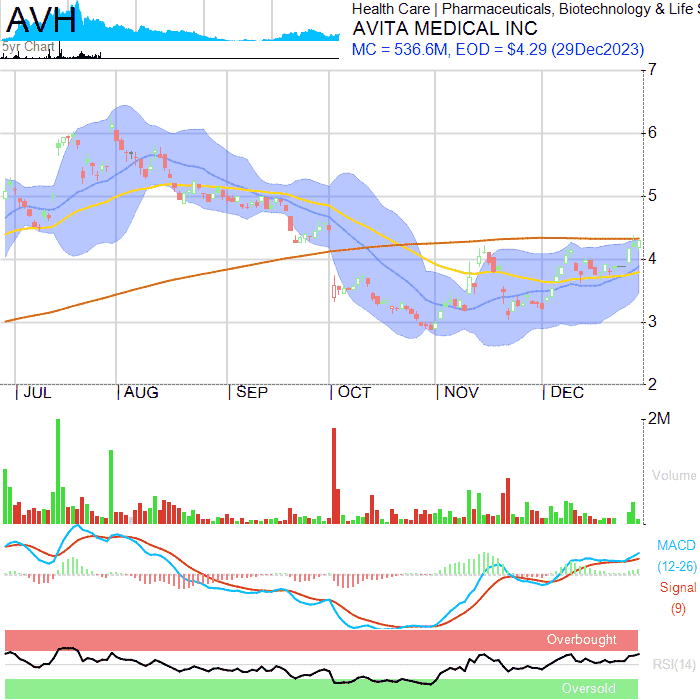 AVH
5yr Chart
Health Care | Pharmaceuticals, Biotechnology & Life S
AVITA MEDICAL INC
MC = 536.6M, EOD = $4.29 (29Dec2023)
7
6
5
4
3
2
JUL AUG SEP OCT NOV DEC
2M
Volume
MACD
(12-26)
Signal
(9)
Overbought
RSI(14)
Oversold